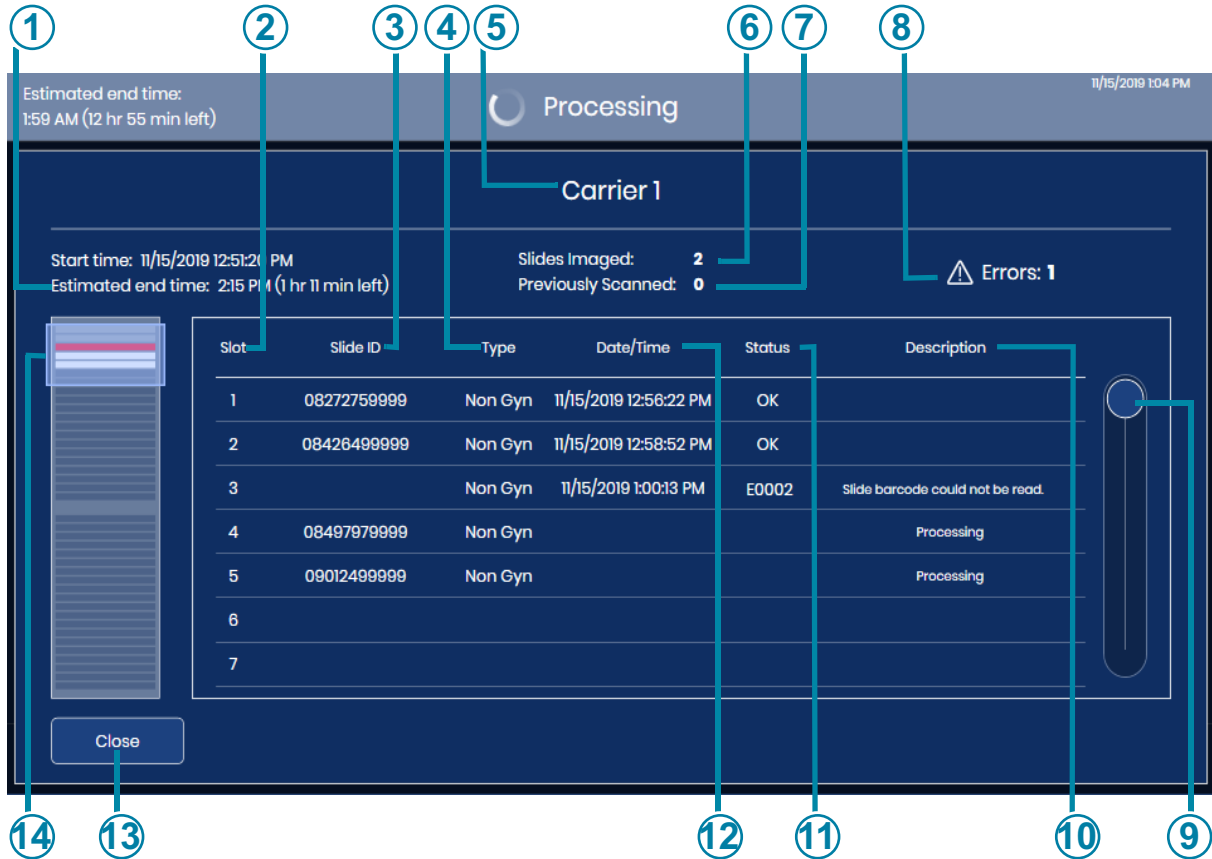 1 2 3 4 5 6 7 8
11/15/2019 1:04 PM
Estimated end time:
1:59 AM (12 hr 55 min left)
Processing
Carrier 1
Start time: 11/15/2019 12:51:20 PM
Estimated end time: 2:15 PM (1 hr 11 min left)
Slides Imaged: 2
Previously Scanned: 0
Errors: 1
Slot Slide ID Type Date/Time Status Description
1 08272759999 Non Gyn 11/15/2019 12:56:22 PM OK
2 08426499999 Non Gyn 11/15/2019 12:58:52 PM OK
3 Non Gyn 11/15/2019 1:00:13 PM E0002 Slide barcode could not be read.
4 08497979999 Non Gyn Processing
5 09012499999 Non Gyn Processing
6
7
Close
14 13 12 11 10 9